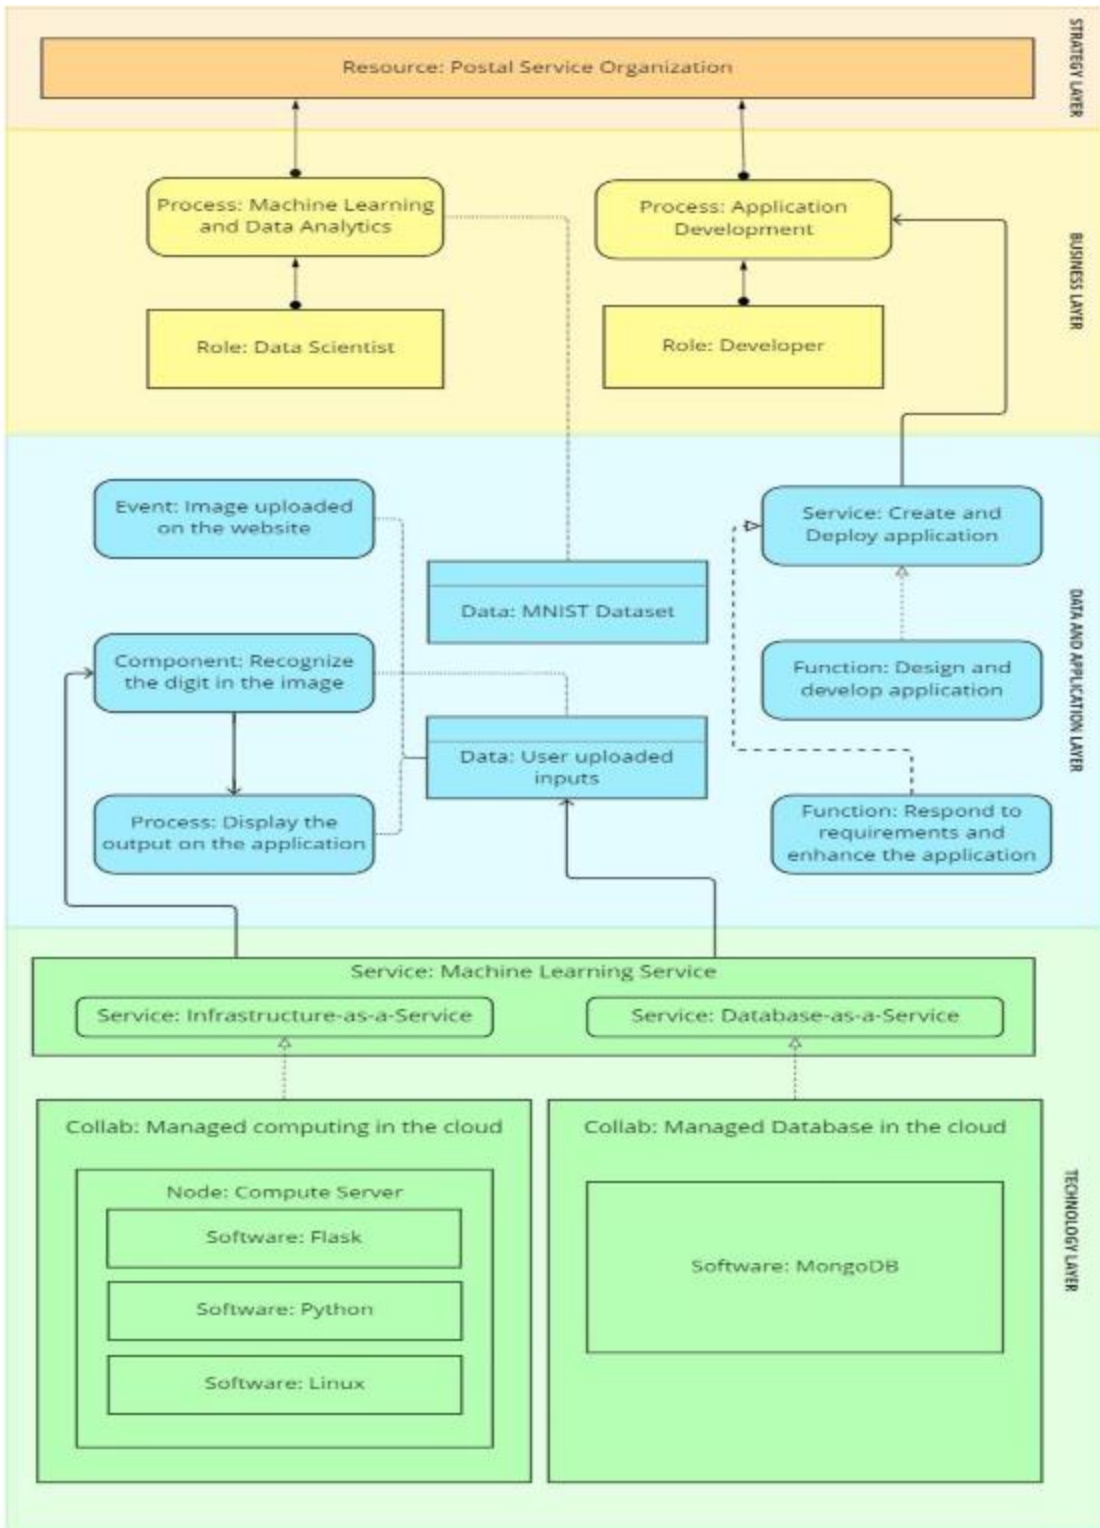 STRATEGY LAYER
Resource: Postal Service Organization
BUSINESS LAYER
Process: Machine Learning
and Data Analytics
Process: Application
Development
Role: Data Scientist
Role: Developer
DATA AND APPLICATION LAYER
Event: Image uploaded
on the website
Service: Create and
Deploy application
Data: MNIST Dataset
Component: Recognize
the digit in the image
Function: Design and
develop application
Data: User uploaded
inputs
Process: Display the
output on the application
Function: Respond to
requirements and
enhance the application
TECHNOLOGY LAYER
Service: Machine Learning Service
Service: Infrastructure-as-a-Service
Service: Database-as-a-Service
Collab: Managed computing in the cloud
Node: Compute Server
Software: Flask
Software: Python
Software: Linux
Collab: Managed Database in the cloud
Software: MongoDB